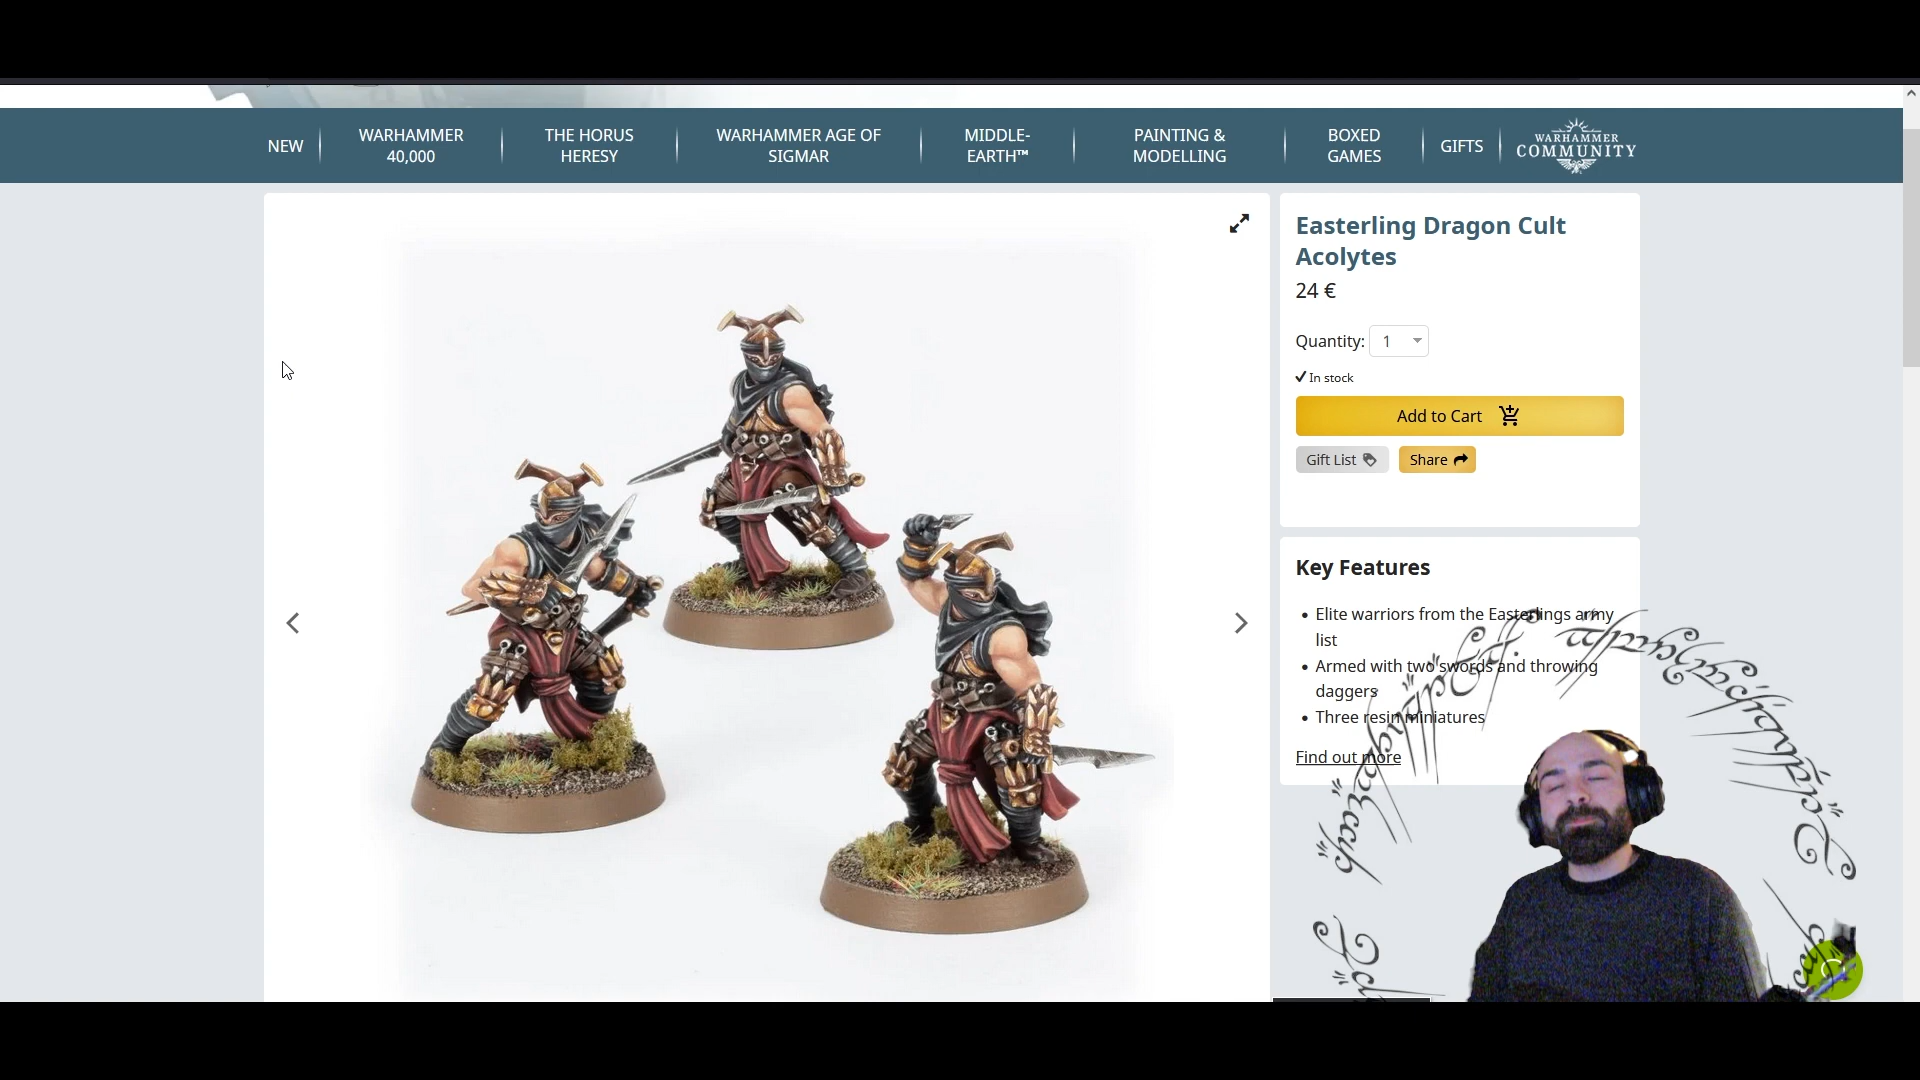 NEW
WARHAMMER
40,000
THE HORUS
HERESY
WARHAMMER AGE OF
SIGMAR
MIDDLE-
EARTH™
PAINTING &
MODELLING
BOXED
GAMES
GIFTS
WARHAMMER
COMMUNITY
Easterling Dragon Cult
Acolytes
24 €
Quantity: 1
In stock
Add to Cart
Gift List
Share
Key Features
• Elite warriors from the Easterlings army
list
• Armed with two swords and throwing
daggers
• Three resin miniatures
Find out more